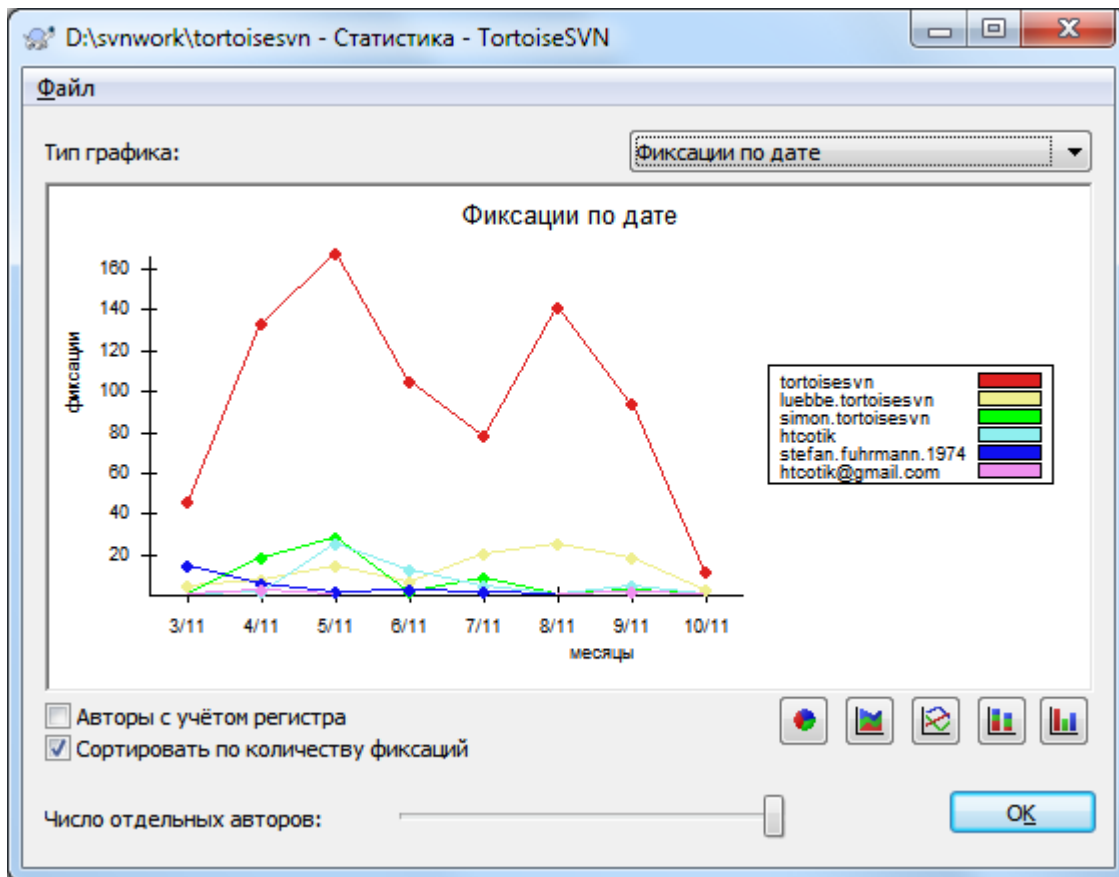 D:\svnwork\tortoisesvn - Статистика - TortoiseSVN
Файл
Тип графика:
Фиксации по дате
Фиксации по дате
фиксации
160
140
120
100
80
60
40
20
3/11 4/11 5/11 6/11 7/11 8/11 9/11 10/11
месяцы
tortoisesvn
luebbe.tortoisesvn
simon.tortoisesvn
htcotik
stefan.fuhrmann.1974
htcotik@gmail.com
Авторы с учётом регистра
Сортировать по количеству фиксаций
Число отдельных авторов:
OK